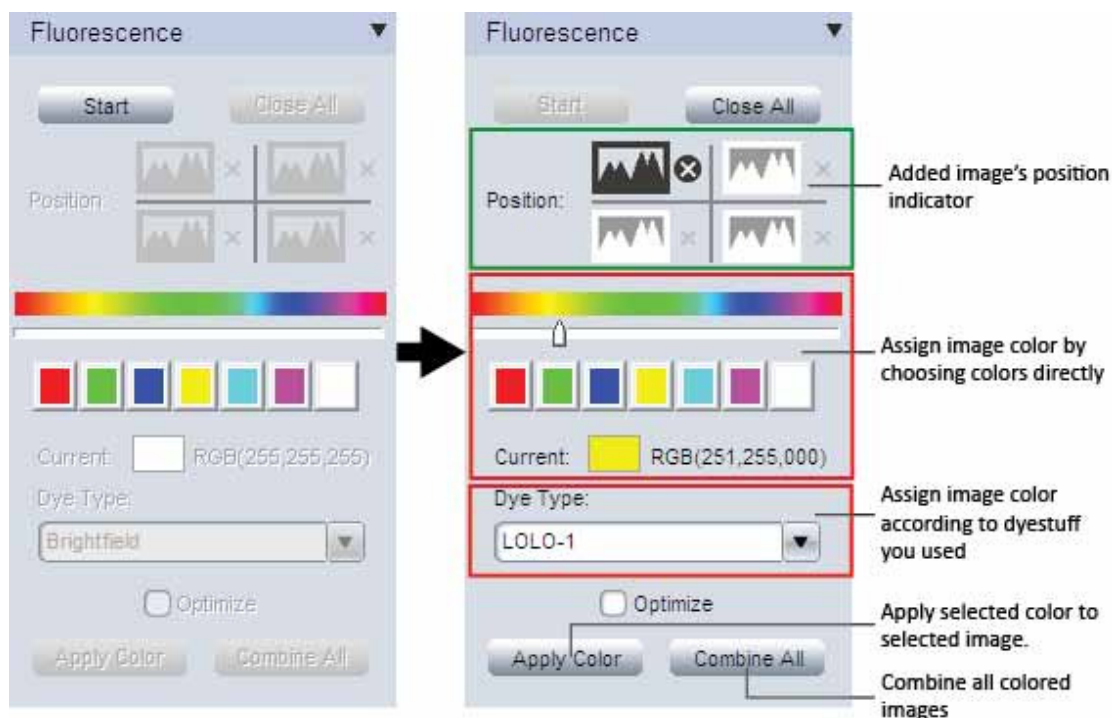 Fluorescence
Start Close All
Position:
Current: RGB(255,255,255)
Dye Type:
Brightfield
Optimize
Apply Color Combine All
Fluorescence
Start Close All
Position:
Current: RGB(251,255,000)
Dye Type:
LOLO-1
Optimize
Apply Color Combine All
Added image's position
indicator
Assign image color by
choosing colors directly
Assign image color
according to dyestuff
you used
Apply selected color to
selected image.
Combine all colored
images